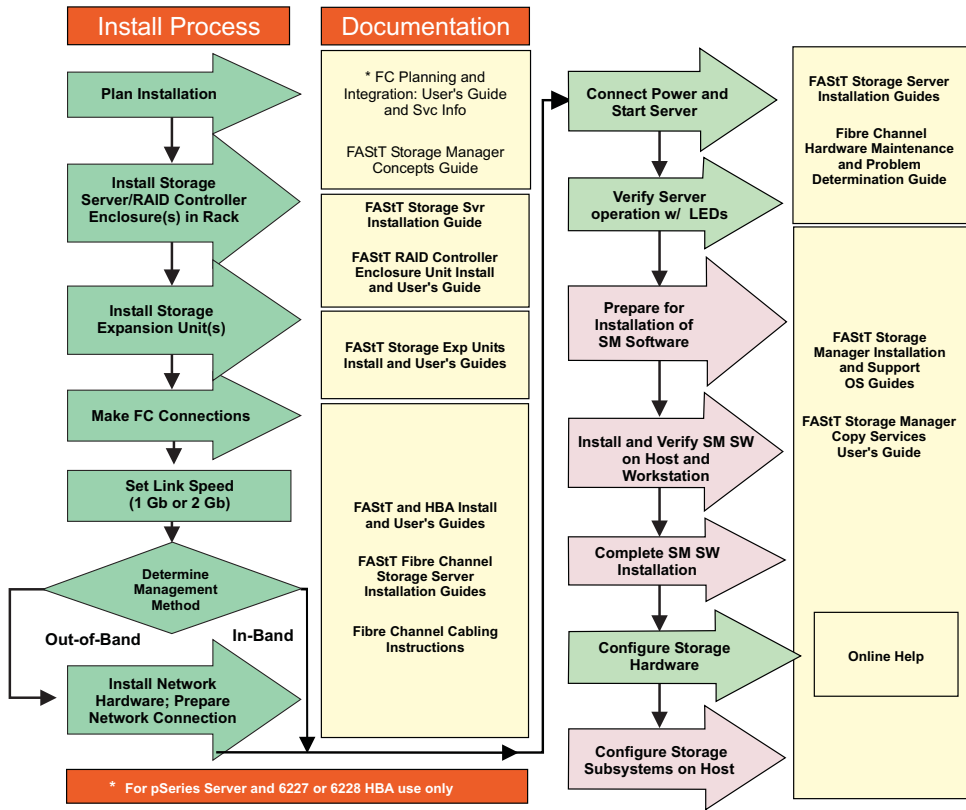 Install Process
Plan Installation
Install Storage
Server/RAID Controller
Enclosure(s) in Rack
Install Storage
Expansion Unit(s)
Make FC Connections
Set Link Speed
(1 Gb or 2 Gb)
Determine
Management
Method
Out-of-Band
In-Band
Install Network
Hardware; Prepare
Network Connection
Documentation
* FC Planning and
Integration: User's Guide
and Svc Info
FAStT Storage Manager
Concepts Guide
FAStT Storage Svr
Installation Guide
FAStT RAID Controller
Enclosure Unit Install
and User's Guide
FAStT Storage Exp Units
Install and User's Guides
FAStT and HBA Install
and User's Guides
FAStT Fibre Channel
Storage Server
Installation Guides
Fibre Channel Cabling
Instructions
* For pSeries Server and 6227 or 6228 HBA use only
Connect Power and
Start Server
Verify Server
operation w/ LEDs
Prepare for
Installation of
SM Software
Install and Verify SM SW
on Host and
Workstation
Complete SM SW
Installation
Configure Storage
Hardware
Configure Storage
Subsystems on Host
FAStT Storage Server
Installation Guides
Fibre Channel
Hardware Maintenance
and Problem
Determination Guide
FAStT Storage
Manager Installation
and Support
OS Guides
FAStT Storage Manager
Copy Services
User's Guide
Online Help